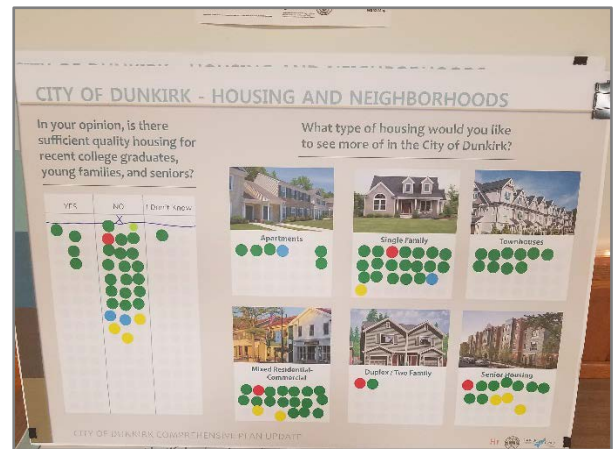 CITY OF DUNKIRK - HOUSING AND NEIGHBORHOODS
In your opinion, is there
sufficient quality housing for
recent college graduates,
young families, and seniors?
YES
NO
I Don't Know
X
What type of housing would you like
to see more of in the City of Dunkirk?
Apartments
Single Family
Townhouses
Mixed Residential-
Commercial
Duplex / Two Family
Senior Housing
CITY OF DUNKIRK COMPREHENSIVE PLAN UPDATE